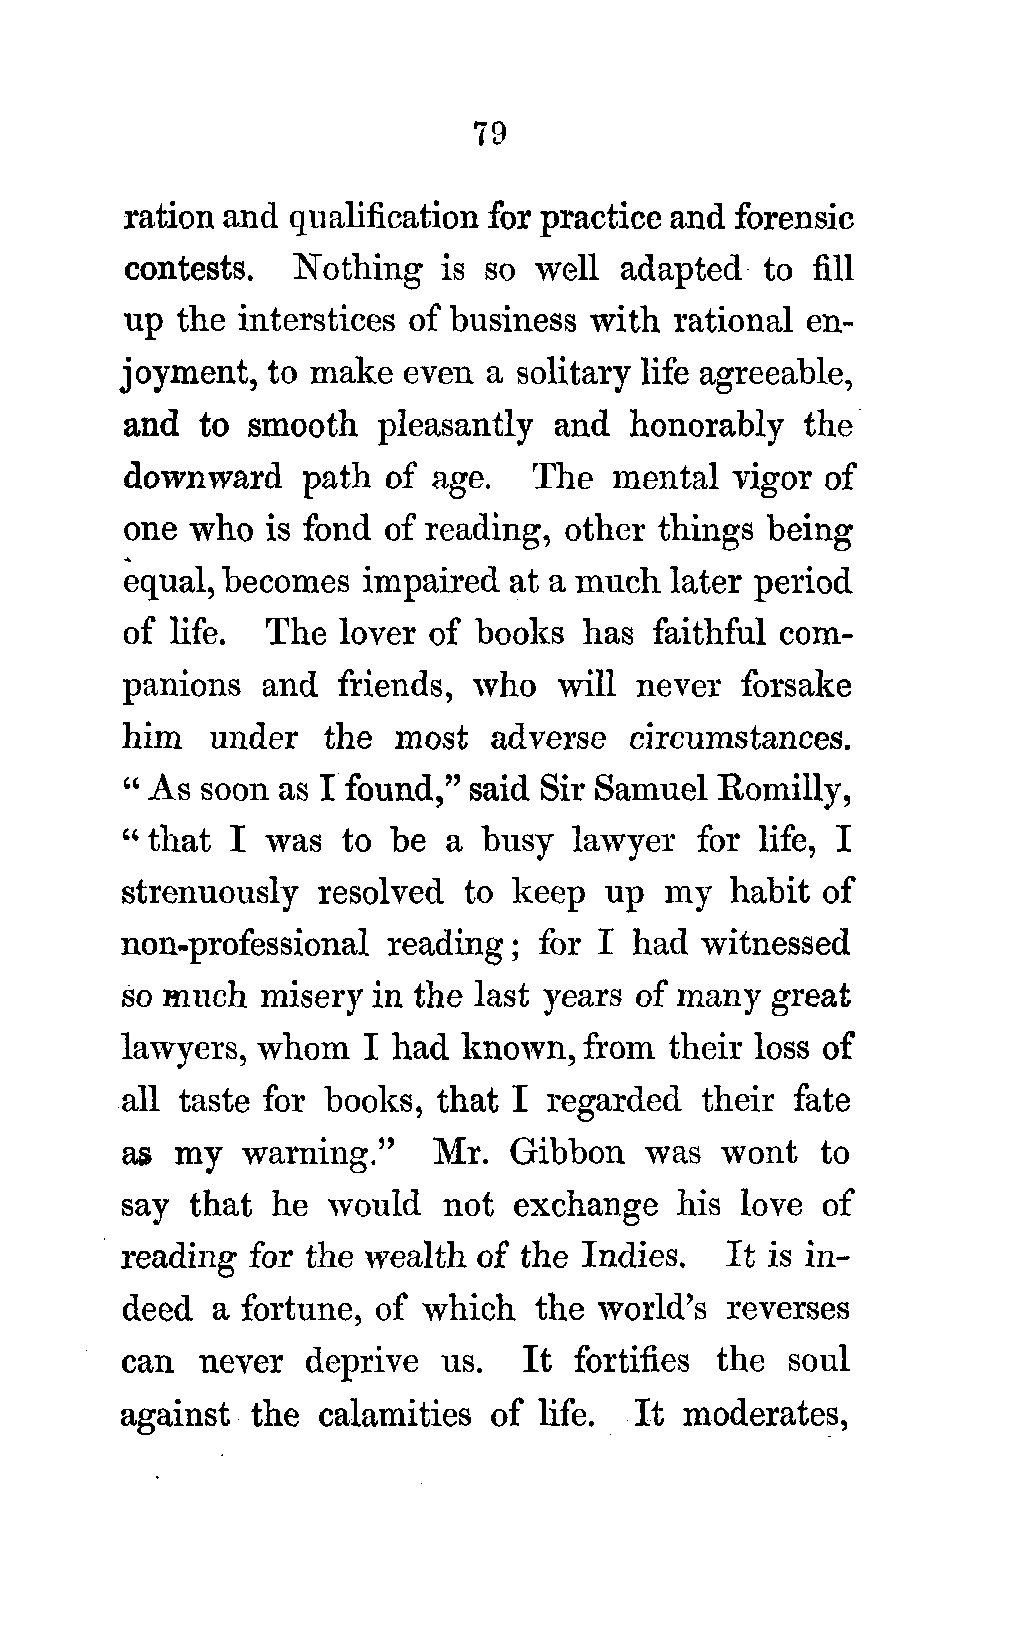 79
ration and qualification for practice and forensic
contests. Nothing is so well adapted to fill
up the interstices of business with rational en-
joyment, to make even a solitary life agreeable,
and to smooth pleasantly and honorably the
downward path of age. The mental vigor of
one who is fond of reading, other things being
equal, becomes impaired at a much later period
of life. The lover of books has faithful com-
panions and friends, who will never forsake
him under the most adverse circumstances.
“ As soon as I found,” said Sir Samuel Romilly,
“ that I was to be a busy lawyer for life, I
strenuously resolved to keep up my habit of
non-professional reading ; for I had witnessed
so much misery in the last years of many great
lawyers, whom I had known, from their loss of
all taste for books, that I regarded their fate
as my warning.” Mr. Gibbon was wont to
say that he would not exchange his love of
reading for the wealth of the Indies. It is in-
deed a fortune, of which the world’s reverses
can never deprive us. It fortifies the soul
against the calamities of life. It moderates,